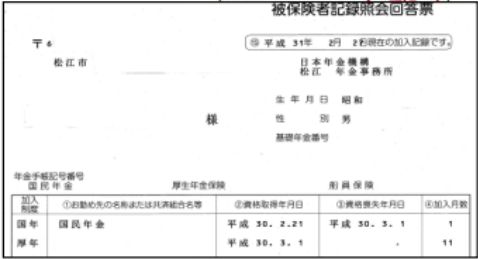 被保険者記録照会回答票
〒6
⑮ 平成 31年 2月 2日現在の加入記録です。
松江市
日本年金機構
松江 年金事務所
生年月日 昭和
様
性別 男
基礎年金番号
年金手帳記号番号
国民年金 厚生年金保険 船員保険
加入制度 ①お勤め先の名称または共済組合名等 ②資格取得年月日 ③資格喪失年月日 ④加入月数
国年 国民年金 平成 30. 2.21 平成 30. 3. 1 1
厚年 平成 30. 3. 1 . 11